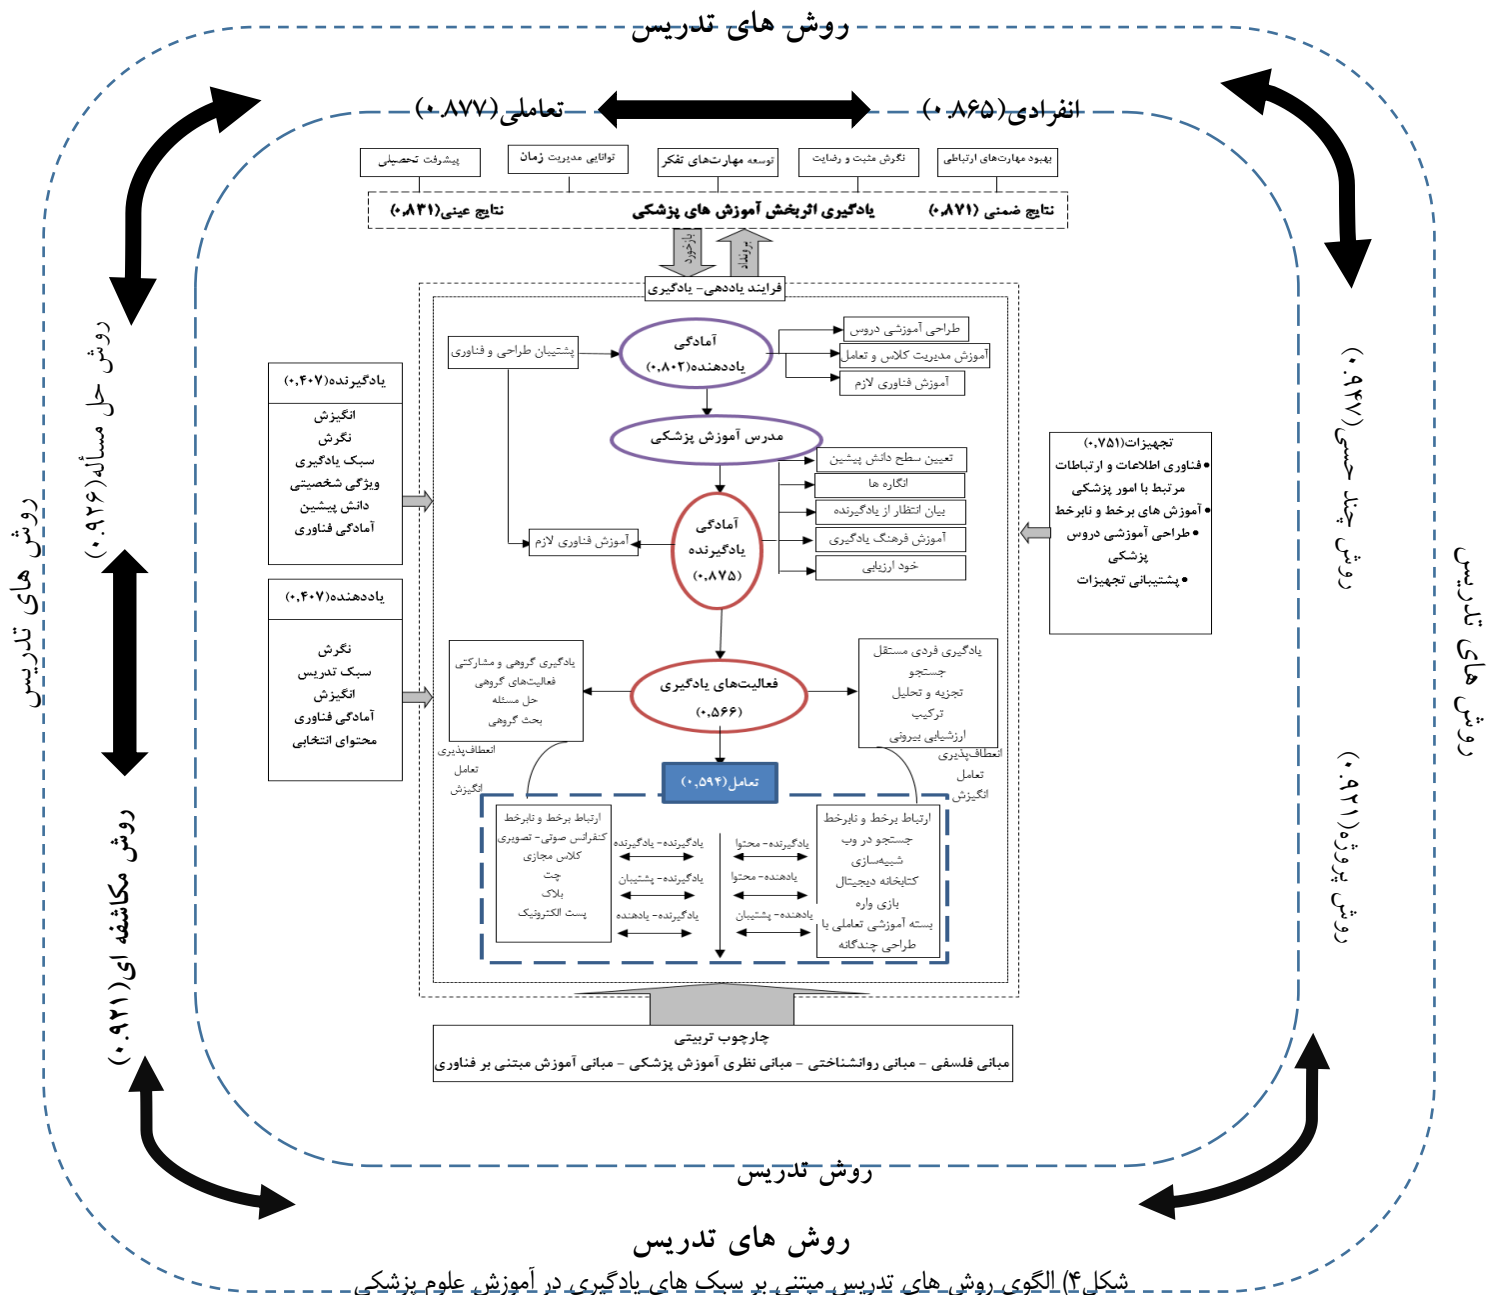 روش های تدریس
انفرادی(۰.۸۶۵)
تعاملی(۰.۸۷۷)
بهبود مهارت‌های ارتباطی
نگرش مثبت و رضایت
توسعه مهارت‌های تفکر
توانایی مدیریت زمان
پیشرفت تحصیلی
نتایج ضمنی (۰,۸۷۱)
یادگیری اثربخش آموزش های پزشکی
نتایج عینی(۰,۸۳۱)
بازخورد
برونداد
فرایند یاددهی- یادگیری
آمادگی
یاددهنده(۰,۸۰۲)
طراحی آموزشی دروس
آموزش مدیریت کلاس و تعامل
آموزش فناوری لازم
پشتیبان طراحی و فناوری
مدرس آموزش پزشکی
تعیین سطح دانش پیشین
انگاره ها
بیان انتظار از یادگیرنده
آموزش فرهنگ یادگیری
خود ارزیابی
آمادگی
یادگیرنده
(۰,۸۷۵)
آموزش فناوری لازم
یادگیرنده(۰,۴۰۷)
انگیزش
نگرش
سبک یادگیری
ویژگی شخصیتی
دانش پیشین
آمادگی فناوری
یاددهنده(۰,۴۰۷)
نگرش
سبک تدریس
انگیزش
آمادگی فناوری
محتوای انتخابی
تجهیزات(۰,۷۵۱)
•فناوری اطلاعات و ارتباطات
مرتبط با امور پزشکی
•آموزش های برخط و نابرخط
•طراحی آموزشی دروس
پزشکی
•پشتیبانی تجهیزات
فعالیت‌های یادگیری
(۰,۵۶۶)
یادگیری فردی مستقل
جستجو
تجزیه و تحلیل
ترکیب
ارزشیابی بیرونی
یادگیری گروهی و مشارکتی
فعالیت‌های گروهی
حل مسئله
بحث گروهی
انعطاف‌پذیری
تعامل
انگیزش
انعطاف‌پذیری
تعامل
انگیزش
تعامل(۰,۵۹۴)
ارتباط برخط و نابرخط
جستجو در وب
شبیه‌سازی
کتابخانه دیجیتال
بازی واره
بسته آموزشی تعاملی با
طراحی چندگانه
یادگیرنده- محتوا
یادهنده- محتوا
یادهنده- پشتیبان
یادگیرنده- یادگیرنده
یادگیرنده- پشتیبان
یادگیرنده- یادهنده
ارتباط برخط و نابرخط
کنفرانس صوتی- تصویری
کلاس مجازی
چت
بلاک
پست الکترونیک
چارچوب تربیتی
مبانی فلسفی – مبانی روانشناختی – مبانی نظری آموزش پزشکی – مبانی آموزش مبتنی بر فناوری
روش چند حسی(۰.۹۴۷)
روش پروژه(۰.۹۲۱)
روش های تدریس
روش حل مسأله(۰.۹۲۶)
روش مکاشفه ای(۰.۹۲۱)
روش های تدریس
روش تدریس
روش های تدریس
شکل۴) الگوی روش های تدریس مبتنی بر سبک های یادگیری در آموزش علوم پزشکی